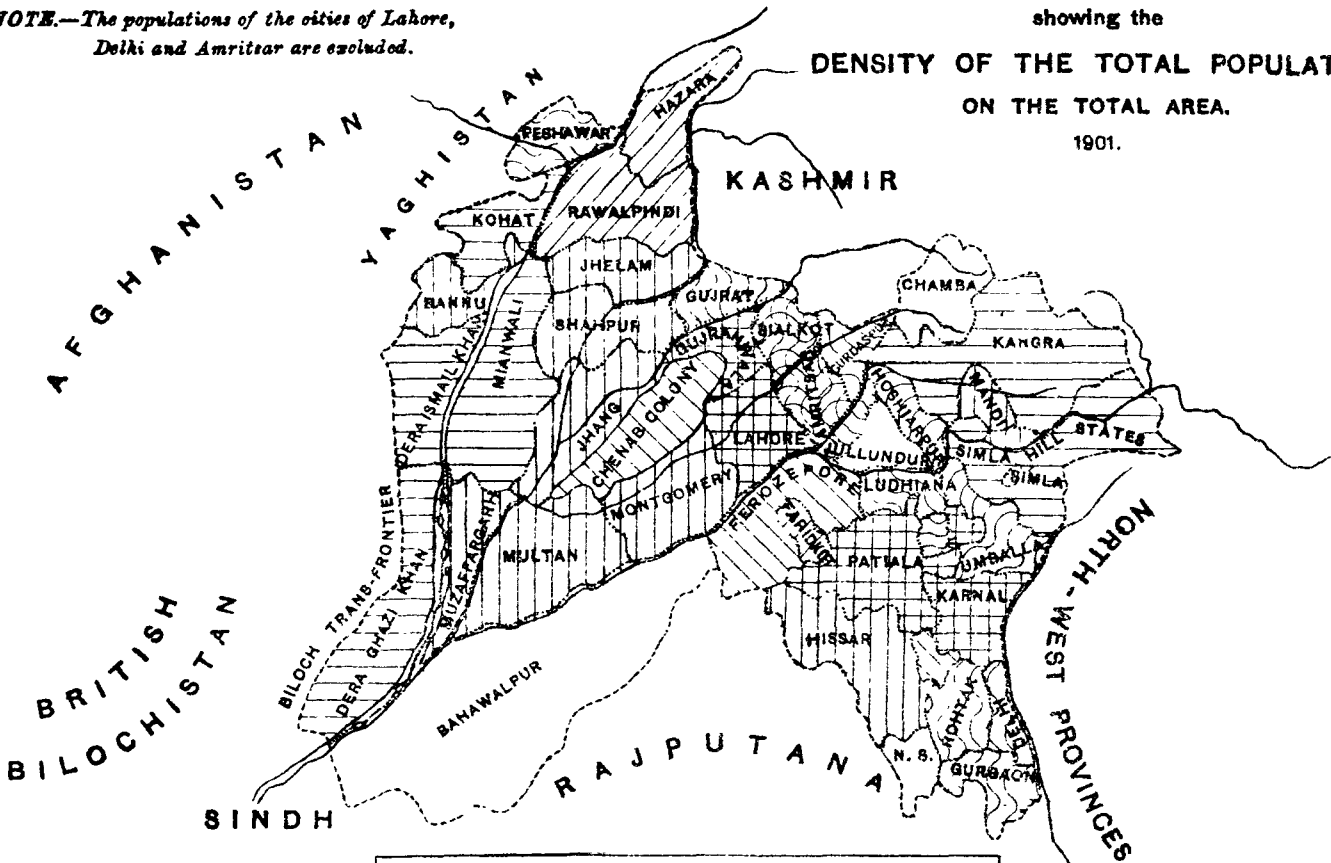 NOTE.—The populations of the cities of Lahore,
Delhi and Amritsar are excluded.
showing the
DENSITY OF THE TOTAL POPULAT
ON THE TOTAL AREA.
1901.
AFGHANISTAN
YAGHISTAN
HAZARA
PESHAWAR
KASHMIR
KOHAT
RAWALPINDI
JHELAM
BANNU
GUJRAT
CHAMBA
DERA ISMAIL KHAN
MIANWALI
SHAHPUR
GUJRANWALA
SIALKOT
GURDASPUR
KANGRA
JHANG
CHENAB COLONY
AMRITSAR
HOSHIARPUR
MANDI
LAHORE
JULLUNDUR
SIMLA HILL STATES
SIMLA
MONTGOMERY
FEROZEPORE
LUDHIANA
FARIDKOT
MUZAFFARGARH
MULTAN
PATIALA
UMBALLA
KARNAL
BILOCH TRANS-FRONTIER
DERA GHAZI KHAN
HISSAR
NORTH-WEST PROVINCES
BRITISH
BILOCHISTAN
BAHAWALPUR
ROHTAK
DELHI
RAJPUTANA
N. S.
GURGAON
SINDH